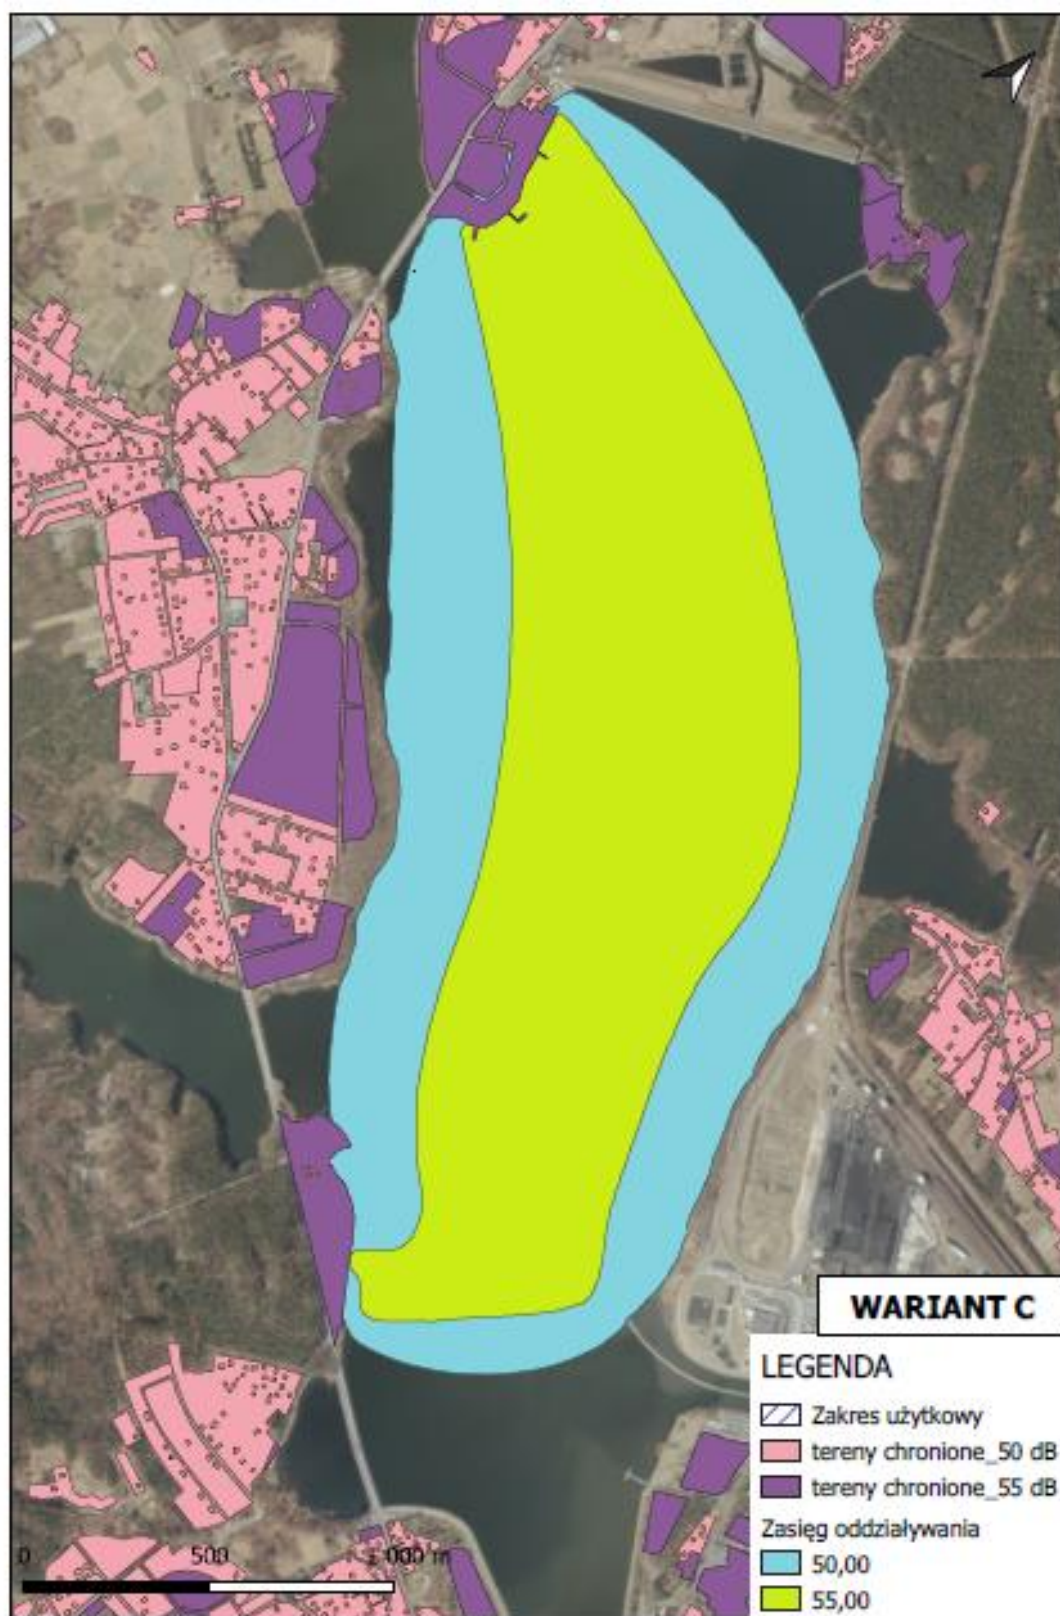 WARIANT C
LEGENDA
Zakres użytkowy
tereny chronione_50 dB
tereny chronione_55 dB
Zasięg oddziaływania
50,00
55,00
0 500 1 000 m